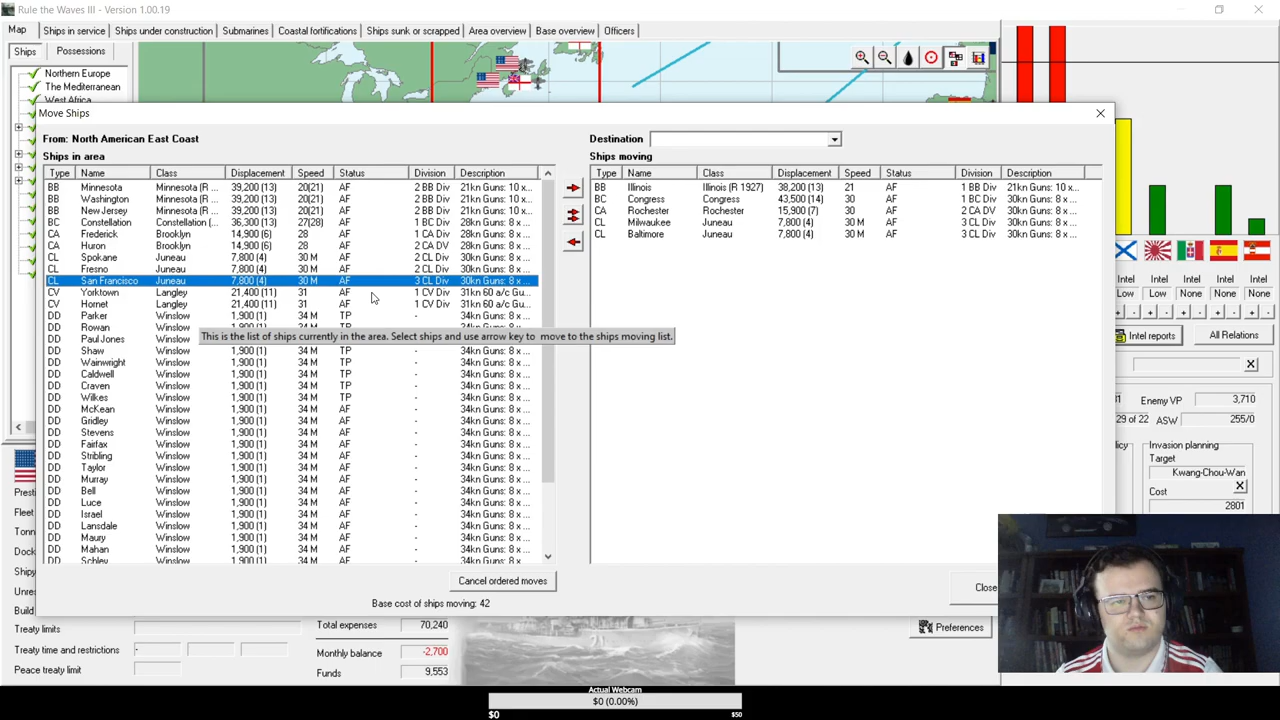 Rule the Waves III - Version 1.00.19
Map Ships in service Ships under construction Submarines Coastal fortifications Ships sunk or scrapped Area overview Base overview Officers
Ships Possessions
Northern Europe
The Mediterranean
West Africa
Move Ships
From: North American East Coast
Destination
Ships in area
Ships moving
Type Name Class Displacement Speed Status Division Description
BB Minnesota Minnesota (R ... 39,200 (13) 20(21) AF 2 BB Div 21kn Guns: 10 x...
BB Washington Minnesota (R ... 39,200 (13) 20(21) AF 2 BB Div 21kn Guns: 10 x...
BB New Jersey Minnesota (R ... 39,200 (13) 20(21) AF 2 BB Div 21kn Guns: 10 x...
BC Constellation Constellation (... 36,300 (13) 27(28) AF 1 BC Div 28kn Guns: 8 x ...
CA Frederick Brooklyn 14,900 (6) 28 AF 1 CA Div 28kn Guns: 8 x ...
CA Huron Brooklyn 14,900 (6) 28 AF 2 CA DV 28kn Guns: 8 x ...
CL Spokane Juneau 7,800 (4) 30 M AF 2 CL Div 30kn Guns: 8 x ...
CL Fresno Juneau 7,800 (4) 30 M AF 2 CL Div 30kn Guns: 8 x ...
CL San Francisco Juneau 7,800 (4) 30 M AF 3 CL Div 30kn Guns: 8 x ...
CV Yorktown Langley 21,400 (11) 31 AF 1 CV Div 31kn 60 a/c Gu...
CV Hornet Langley 21,400 (11) 31 AF 1 CV Div 31kn 60 a/c Gu...
DD Parker Winslow 1,900 (1) 34 M TP - 34kn Guns: 8 x ...
DD Rowan Winslow 1,900 (1) 34 M TP - 34kn Guns: 8 x ...
DD Paul Jones
This is the list of ships currently in the area. Select ships and use arrow key to move to the ships moving list.
DD Shaw Winslow 1,900 (1) 34 M TP - 34kn Guns: 8 x ...
DD Wainwright Winslow 1,900 (1) 34 M TP - 34kn Guns: 8 x ...
DD Caldwell Winslow 1,900 (1) 34 M TP - 34kn Guns: 8 x ...
DD Craven Winslow 1,900 (1) 34 M TP - 34kn Guns: 8 x ...
DD Wilkes Winslow 1,900 (1) 34 M TP - 34kn Guns: 8 x ...
DD McKean Winslow 1,900 (1) 34 M AF - 34kn Guns: 8 x ...
DD Gridley Winslow 1,900 (1) 34 M AF - 34kn Guns: 8 x ...
DD Stevens Winslow 1,900 (1) 34 M AF - 34kn Guns: 8 x ...
DD Fairfax Winslow 1,900 (1) 34 M AF - 34kn Guns: 8 x ...
DD Stribling Winslow 1,900 (1) 34 M AF - 34kn Guns: 8 x ...
DD Taylor Winslow 1,900 (1) 34 M AF - 34kn Guns: 8 x ...
DD Murray Winslow 1,900 (1) 34 M AF - 34kn Guns: 8 x ...
DD Bell Winslow 1,900 (1) 34 M AF - 34kn Guns: 8 x ...
DD Luce Winslow 1,900 (1) 34 M AF - 34kn Guns: 8 x ...
DD Israel Winslow 1,900 (1) 34 M AF - 34kn Guns: 8 x ...
DD Lansdale Winslow 1,900 (1) 34 M AF - 34kn Guns: 8 x ...
DD Maury Winslow 1,900 (1) 34 M AF - 34kn Guns: 8 x ...
DD Mahan Winslow 1,900 (1) 34 M AF - 34kn Guns: 8 x ...
DD Schley Winslow 1,900 (1) 34 M AF - 34kn Guns: 8 x ...
Type Name Class Displacement Speed Status Division Description
BB Illinois Illinois (R 1927) 38,200 (13) 21 AF 1 BB Div 21kn Guns: 10 x...
BC Congress Congress 43,500 (14) 30 AF 1 BC Div 30kn Guns: 8 x ...
CA Rochester Rochester 15,900 (7) 30 AF 2 CA DV 30kn Guns: 8 x ...
CL Milwaukee Juneau 7,800 (4) 30 M AF 3 CL Div 30kn Guns: 8 x ...
CL Baltimore Juneau 7,800 (4) 30 M AF 3 CL Div 30kn Guns: 8 x ...
Cancel ordered moves
Close
Base cost of ships moving: 42
Intel Intel Intel Intel Intel
Low Low None None None
Intel reports All Relations
Enemy VP 3,710
29 of 22 ASW 255/0
Invasion planning
Target
Kwang-Chou-Wan
Cost
2801
Treaty limits
Treaty time and restrictions -
Peace treaty limit
Total expenses 70,240
Monthly balance -2,700
Funds 9,553
Preferences
Actual Webcam
$0 (0.00%)
$0 $50